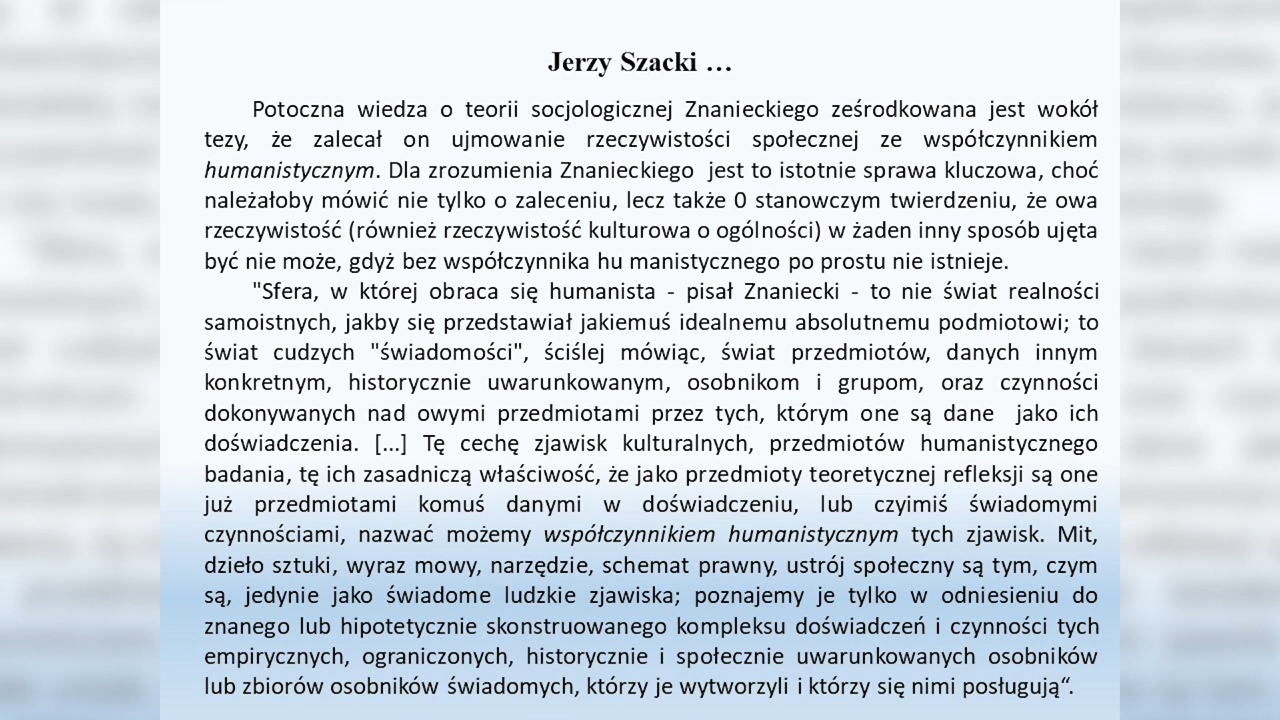 Jerzy Szacki …
Potoczna wiedza o teorii socjologicznej Znanieckiego ześrodkowana jest wokół
tezy, że zalecał on ujmowanie rzeczywistości społecznej ze współczynnikiem
humanistycznym. Dla zrozumienia Znanieckiego jest to istotnie sprawa kluczowa, choć
należałoby mówić nie tylko o zaleceniu, lecz także 0 stanowczym twierdzeniu, że owa
rzeczywistość (również rzeczywistość kulturowa o ogólności) w żaden inny sposób ujęta
być nie może, gdyż bez współczynnika hu manistycznego po prostu nie istnieje.
"Sfera, w której obraca się humanista - pisał Znaniecki - to nie świat realności
samoistnych, jakby się przedstawiał jakiemuś idealnemu absolutnemu podmiotowi; to
świat cudzych "świadomości", ściślej mówiąc, świat przedmiotów, danych innym
konkretnym, historycznie uwarunkowanym, osobnikom i grupom, oraz czynności
dokonywanych nad owymi przedmiotami przez tych, którym one są dane jako ich
doświadczenia. [...] Tę cechę zjawisk kulturalnych, przedmiotów humanistycznego
badania, tę ich zasadniczą właściwość, że jako przedmioty teoretycznej refleksji są one
już przedmiotami komuś danymi w doświadczeniu, lub czyimiś świadomymi
czynnościami, nazwać możemy współczynnikiem humanistycznym tych zjawisk. Mit,
dzieło sztuki, wyraz mowy, narzędzie, schemat prawny, ustrój społeczny są tym, czym
są, jedynie jako świadome ludzkie zjawiska; poznajemy je tylko w odniesieniu do
znanego lub hipotetycznie skonstruowanego kompleksu doświadczeń i czynności tych
empirycznych, ograniczonych, historycznie i społecznie uwarunkowanych osobników
lub zbiorów osobników świadomych, którzy je wytworzyli i którzy się nimi posługują“.